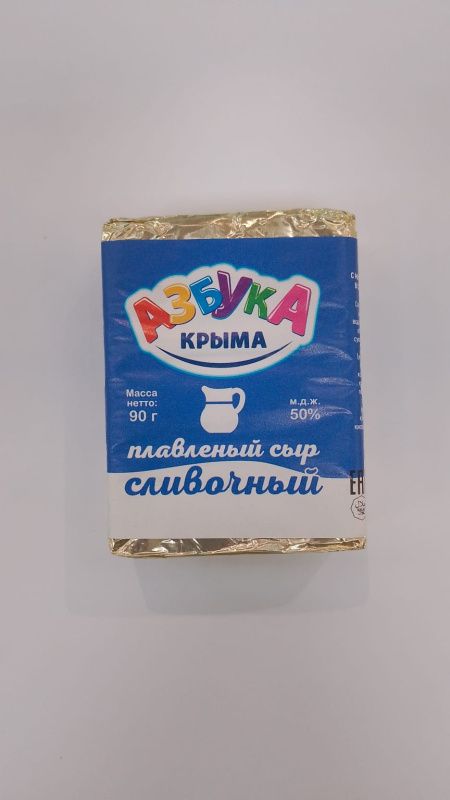 АЗБУКА
КРЫМА
Масса
нетто:
90 г
м.д.ж.
50%
плавленый сыр
сливочный